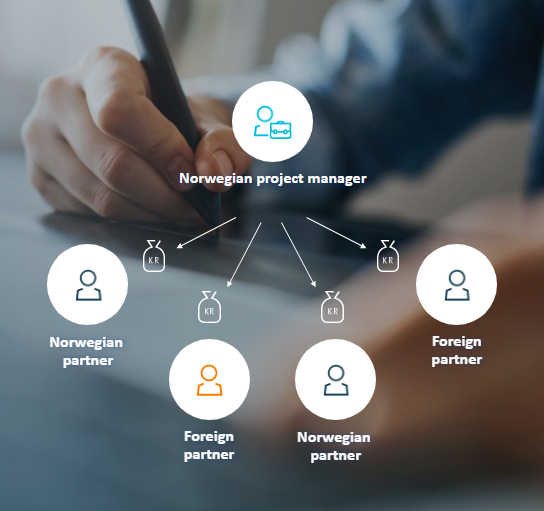 Norwegian project manager
KR
KR
KR
KR
Norwegian
partner
Foreign
partner
Foreign
partner
Norwegian
partner